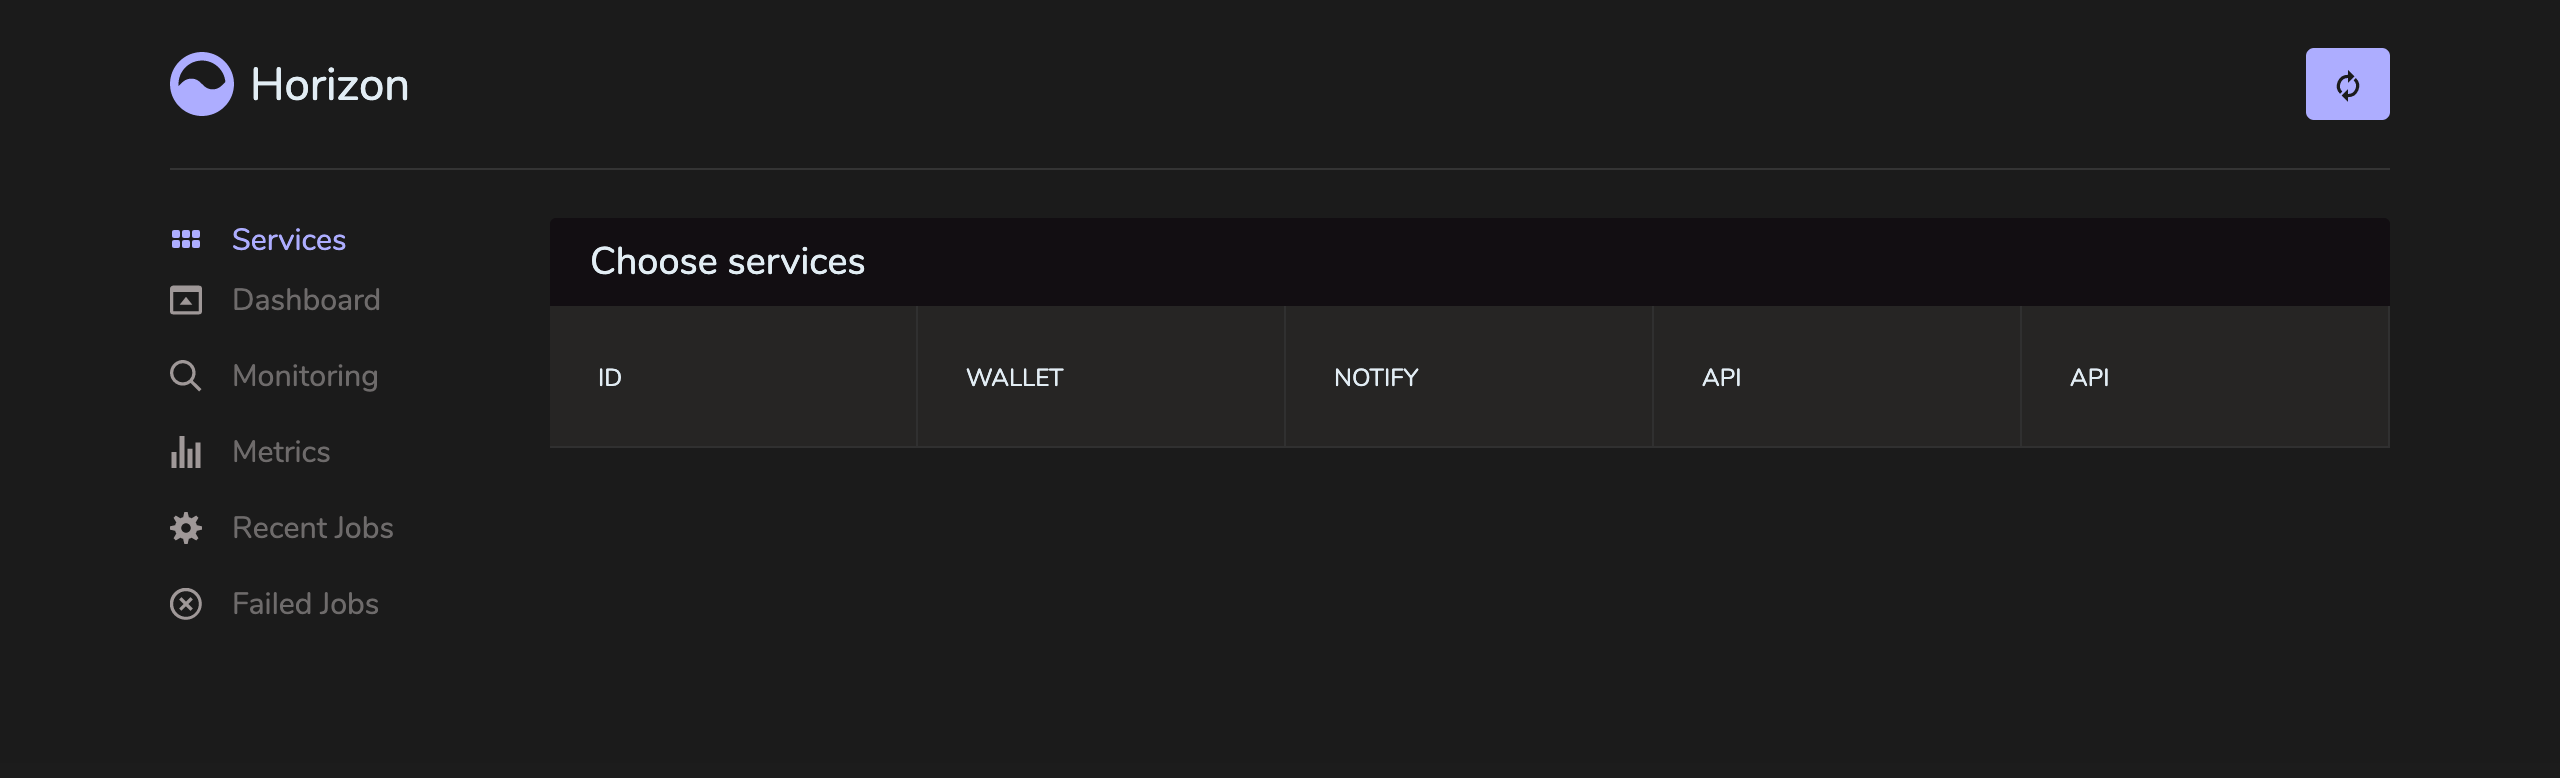 Horizon
Services
Dashboard
Monitoring
Metrics
Recent Jobs
Failed Jobs
Choose services
ID
WALLET
NOTIFY
API
API